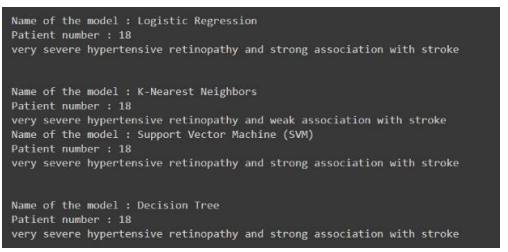 Name of the model : Logistic Regression
Patient number : 18
very severe hypertensive retinopathy and strong association with stroke
Name of the model : K-Nearest Neighbors
Patient number : 18
very severe hypertensive retinopathy and weak association with stroke
Name of the model : Support Vector Machine (SVM)
Patient number : 18
very severe hypertensive retinopathy and strong association with stroke
Name of the model : Decision Tree
Patient number : 18
very severe hypertensive retinopathy and strong association with stroke